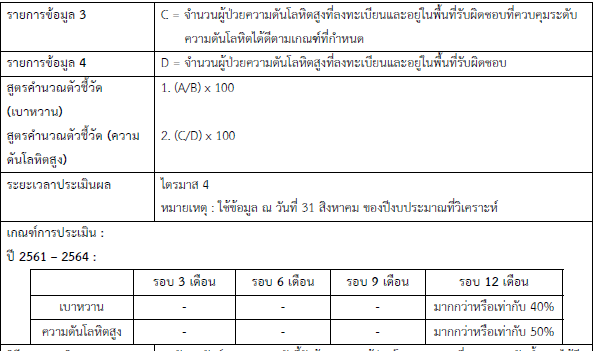 รายการข้อมูล 3
C = จำนวนผู้ป่วยความดันโลหิตสูงที่ลงทะเบียนและอยู่ในพื้นที่รับผิดชอบที่ควบคุมระดับ
ความดันโลหิตได้ดีตามเกณฑ์ที่กำหนด
รายการข้อมูล 4
D = จำนวนผู้ป่วยความดันโลหิตสูงที่ลงทะเบียนและอยู่ในพื้นที่รับผิดชอบ
สูตรคำนวณตัวชี้วัด
(เบาหวาน)
1. (A/B) x 100
สูตรคำนวณตัวชี้วัด (ความ
ดันโลหิตสูง)
2. (C/D) x 100
ระยะเวลาประเมินผล
ไตรมาส 4
หมายเหตุ : ใช้ข้อมูล ณ วันที่ 31 สิงหาคม ของปีงบประมาณที่วิเคราะห์
เกณฑ์การประเมิน :
ปี 2561 – 2564 :
รอบ 3 เดือน รอบ 6 เดือน รอบ 9 เดือน รอบ 12 เดือน
เบาหวาน - - - มากกว่าหรือเท่ากับ 40%
ความดันโลหิตสูง - - - มากกว่าหรือเท่ากับ 50%